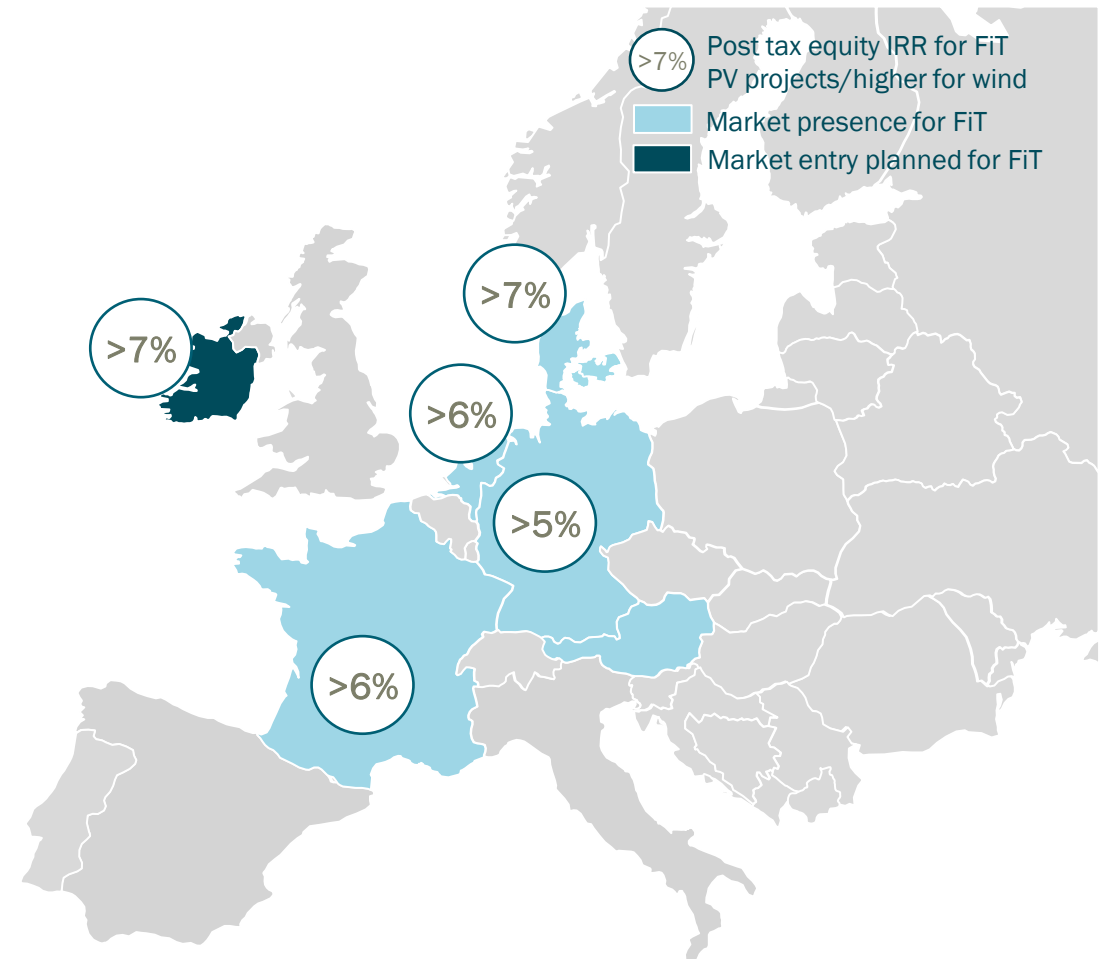 >7%
Post tax equity IRR for FiT
PV projects/higher for wind
Market presence for FiT
Market entry planned for FiT
>7%
>7%
>6%
>5%
>6%